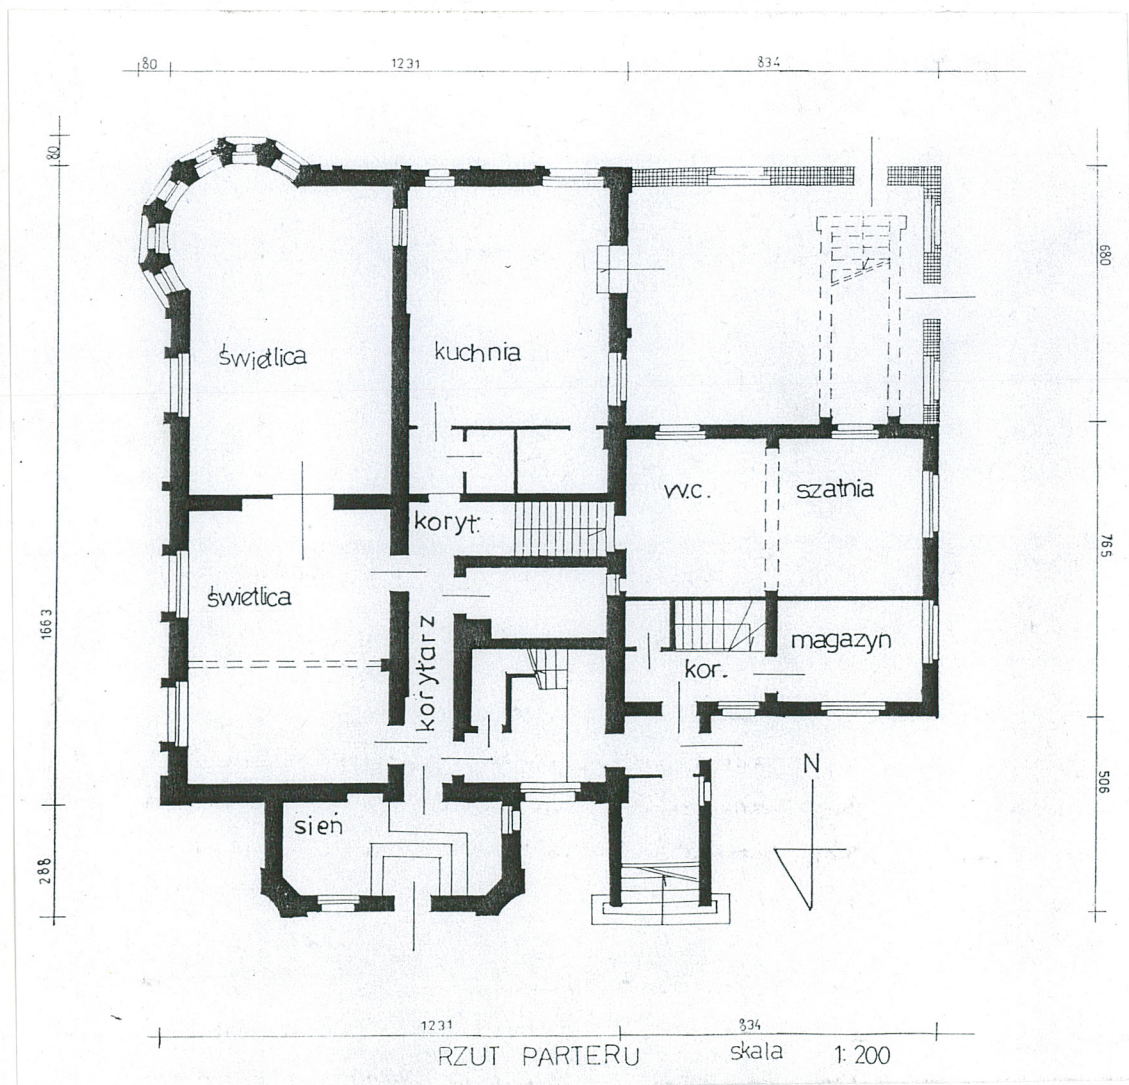 80 1231 834
80
680
świetlica kuchnia
w.c. szatnia
koryt.
765
świetlica
1663
korytarz
magazyn
kor.
N
506
sień
288
1231 834
RZUT PARTERU skala 1:200